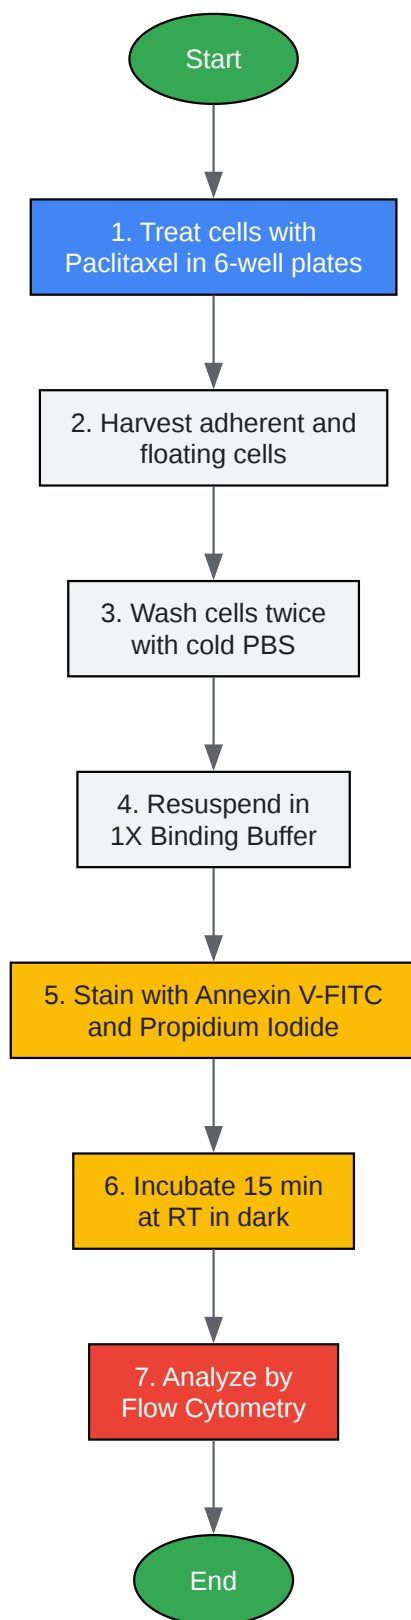 Start
1. Treat cells with
Paclitaxel in 6-well plates
2. Harvest adherent and
floating cells
3. Wash cells twice
with cold PBS
4. Resuspend in
1X Binding Buffer
5. Stain with Annexin V-FITC
and Propidium Iodide
6. Incubate 15 min
at RT in dark
7. Analyze by
Flow Cytometry
End